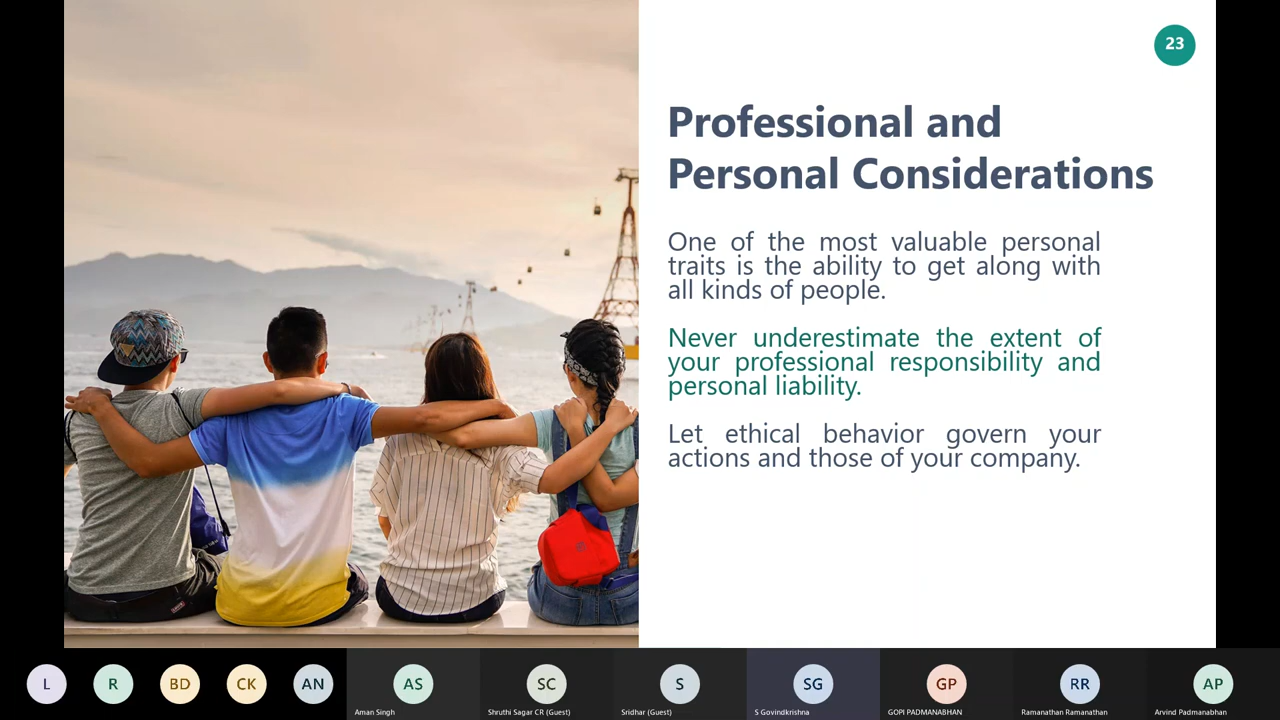 23
Professional and
Personal Considerations
One of the most valuable personal
traits is the ability to get along with
all kinds of people.
Never underestimate the extent of
your professional responsibility and
personal liability.
Let ethical behavior govern your
actions and those of your company.
L R BD CK AN AS SC S SG GP RR AP
Aman Singh Shruthi Sagar CR (Guest) Sridhar (Guest) S Govindkrishna GOPI PADMANABHAN Ramanathan Ramanathan Arvind Padmanabhan